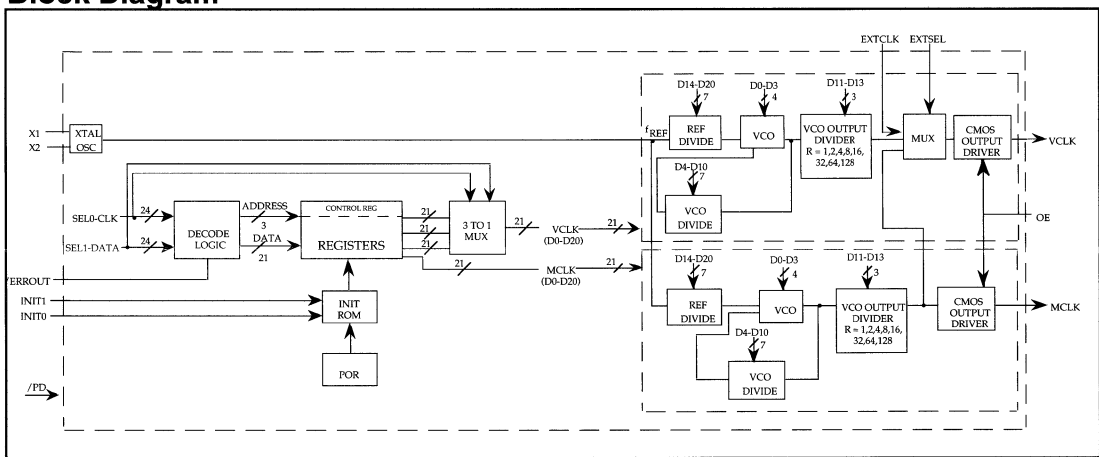 Block Diagram
EXTCLK EXTSEL
D14-D20
7
D0-D3
4
D11-D13
3
X1
X2
XTAL
OSC
fREF
REF
DIVIDE
VCO
VCO OUTPUT
DIVIDER
R = 1,2,4,8,16,
32,64,128
MUX
CMOS
OUTPUT
DRIVER
VCLK
D4-D10
7
VCO
DIVIDE
OE
SEL0-CLK
24
SEL1-DATA
24
DECODE
LOGIC
ADDRESS
3
DATA
21
CONTROL REG
REGISTERS
21
21
21
21
3 TO 1
MUX
21
VCLK
(D0-D20)
21
MCLK
(D0-D20)
21
ERROUT
INIT1
INIT0
INIT
ROM
POR
/PD
D14-D20
7
D0-D3
4
D11-D13
3
REF
DIVIDE
VCO
VCO OUTPUT
DIVIDER
R = 1,2,4,8,16,
32,64,128
CMOS
OUTPUT
DRIVER
MCLK
D4-D10
7
VCO
DIVIDE